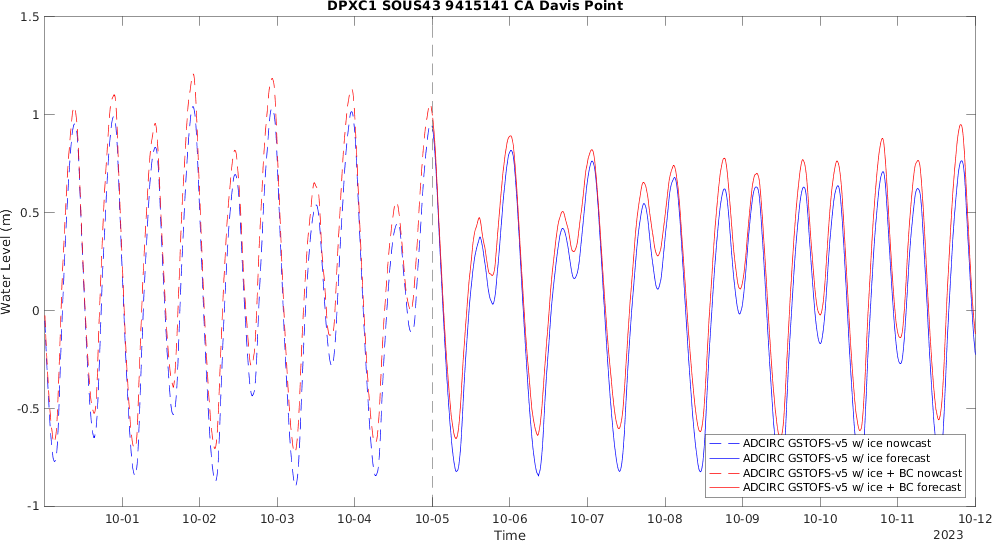 DPXC1 SOUS43 9415141 CA Davis Point
1.5
1
0.5
0
-0.5
-1
Water Level (m)
10-01 10-02 10-03 10-04 10-05 10-06 10-07 10-08 10-09 10-10 10-11 10-12
Time
2023
ADCIRC GSTOFS-v5 w/ ice nowcast
ADCIRC GSTOFS-v5 w/ ice forecast
ADCIRC GSTOFS-v5 w/ ice + BC nowcast
ADCIRC GSTOFS-v5 w/ ice + BC forecast